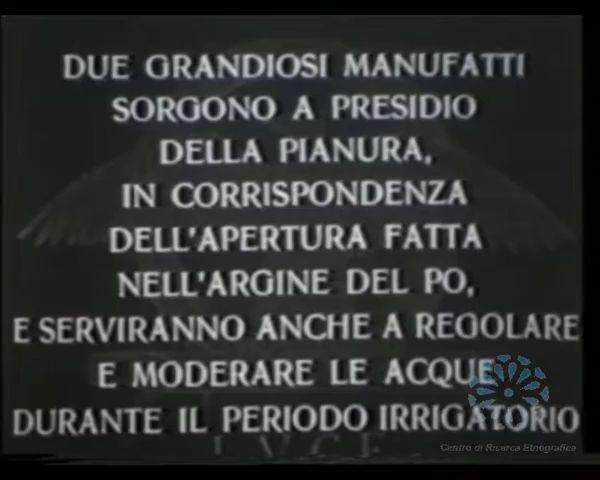 DUE GRANDIOSI MANUFATTI
SORGONO A PRESIDIO
DELLA PIANURA,
IN CORRISPONDENZA
DELL'APERTURA FATTA
NELL'ARGINE DEL PO,
E SERVIRANNO ANCHE A REGOLARE
E MODERARE LE ACQUE
DURANTE IL PERIODO IRRIGATORIO
LVCE
Centro di Ricerca Etnografica